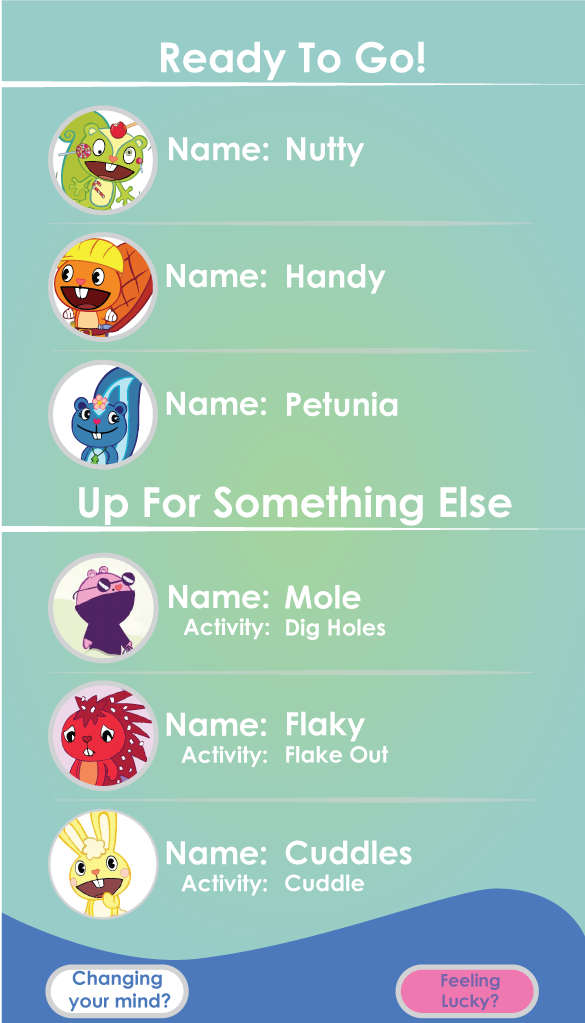 Ready To Go!
Name: Nutty
Name: Handy
Name: Petunia
Up For Something Else
Name: Mole
Activity: Dig Holes
Name: Flaky
Activity: Flake Out
Name: Cuddles
Activity: Cuddle
Changing
your mind?
Feeling
Lucky?